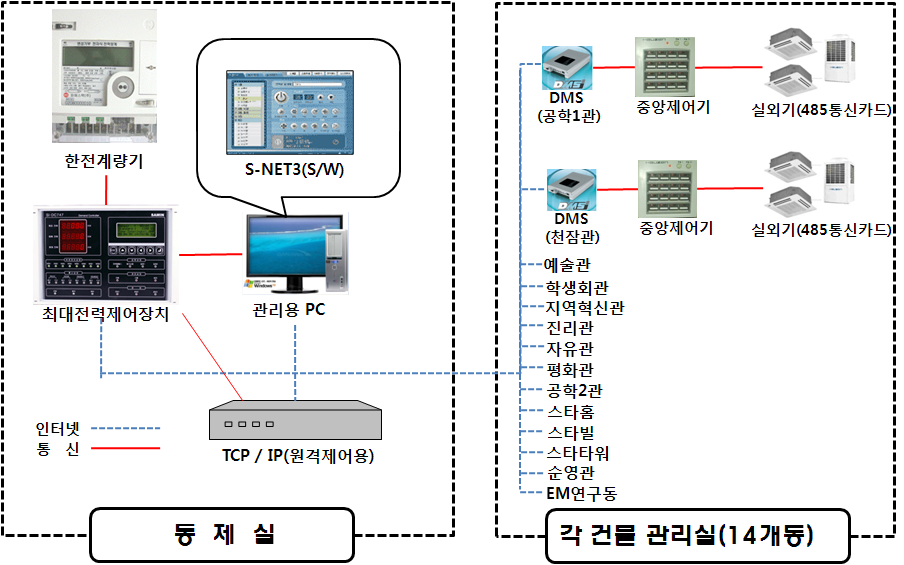 한전계량기
S-NET3(S/W)
최대전력제어장치
SAMIN
관리용 PC
인터넷
통 신
TCP / IP(원격제어용)
통 제 실
DMS
(공학1관)
중앙제어기
실외기(485통신카드)
DMS
(천잠관)
중앙제어기
실외기(485통신카드)
예술관
학생회관
지역혁신관
진리관
자유관
평화관
공학2관
스타홈
스타빌
스타타워
순영관
EM연구동
각 건물 관리실(14개동)